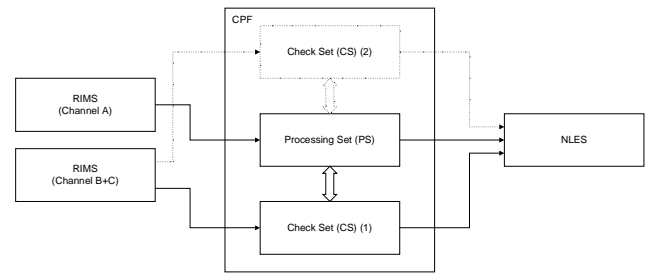 CPF
Check Set (CS) (2)
RIMS
(Channel A)
Processing Set (PS)
NLES
RIMS
(Channel B+C)
Check Set (CS) (1)